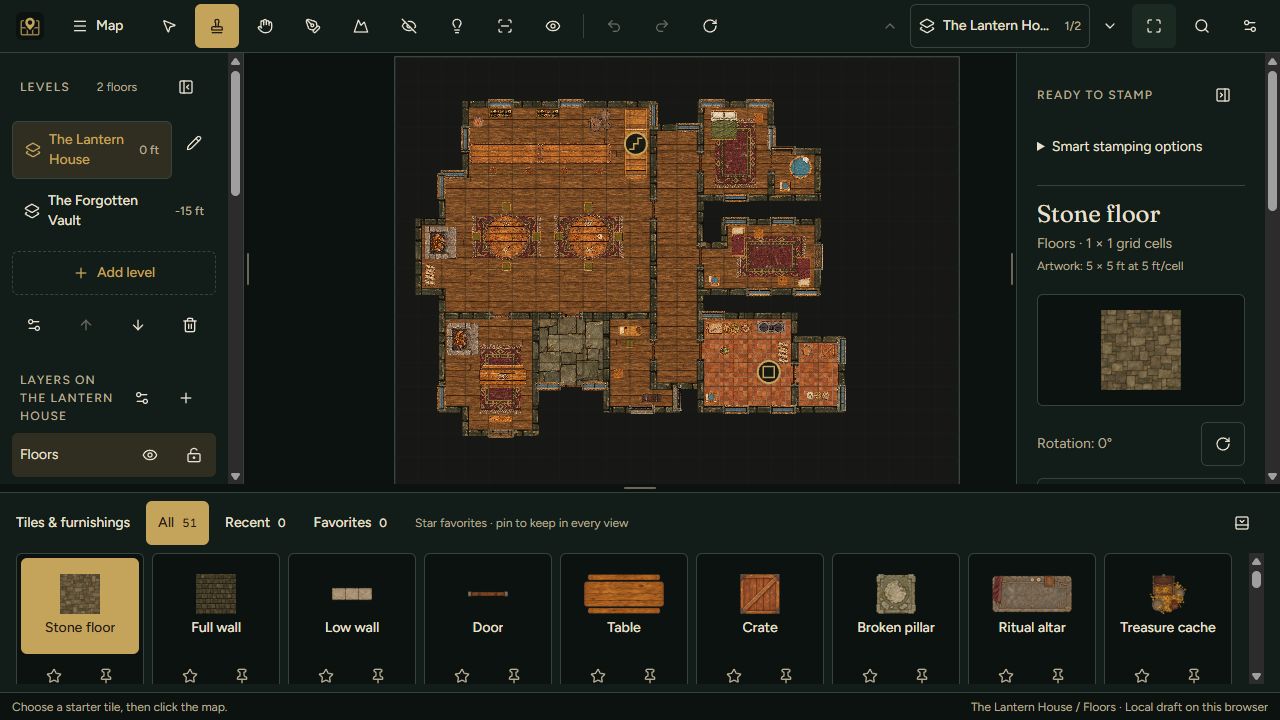 Map
The Lantern Ho... 1/2
LEVELS 2 floors
The Lantern House 0 ft
The Forgotten Vault -15 ft
Add level
LAYERS ON THE LANTERN HOUSE
Floors
READY TO STAMP
Smart stamping options
Stone floor
Floors · 1 × 1 grid cells
Artwork: 5 × 5 ft at 5 ft/cell
Rotation: 0°
Tiles & furnishings All 51 Recent 0 Favorites 0 Star favorites · pin to keep in every view
Stone floor Full wall Low wall Door Table Crate Broken pillar Ritual altar Treasure cache
Choose a starter tile, then click the map. The Lantern House / Floors · Local draft on this browser